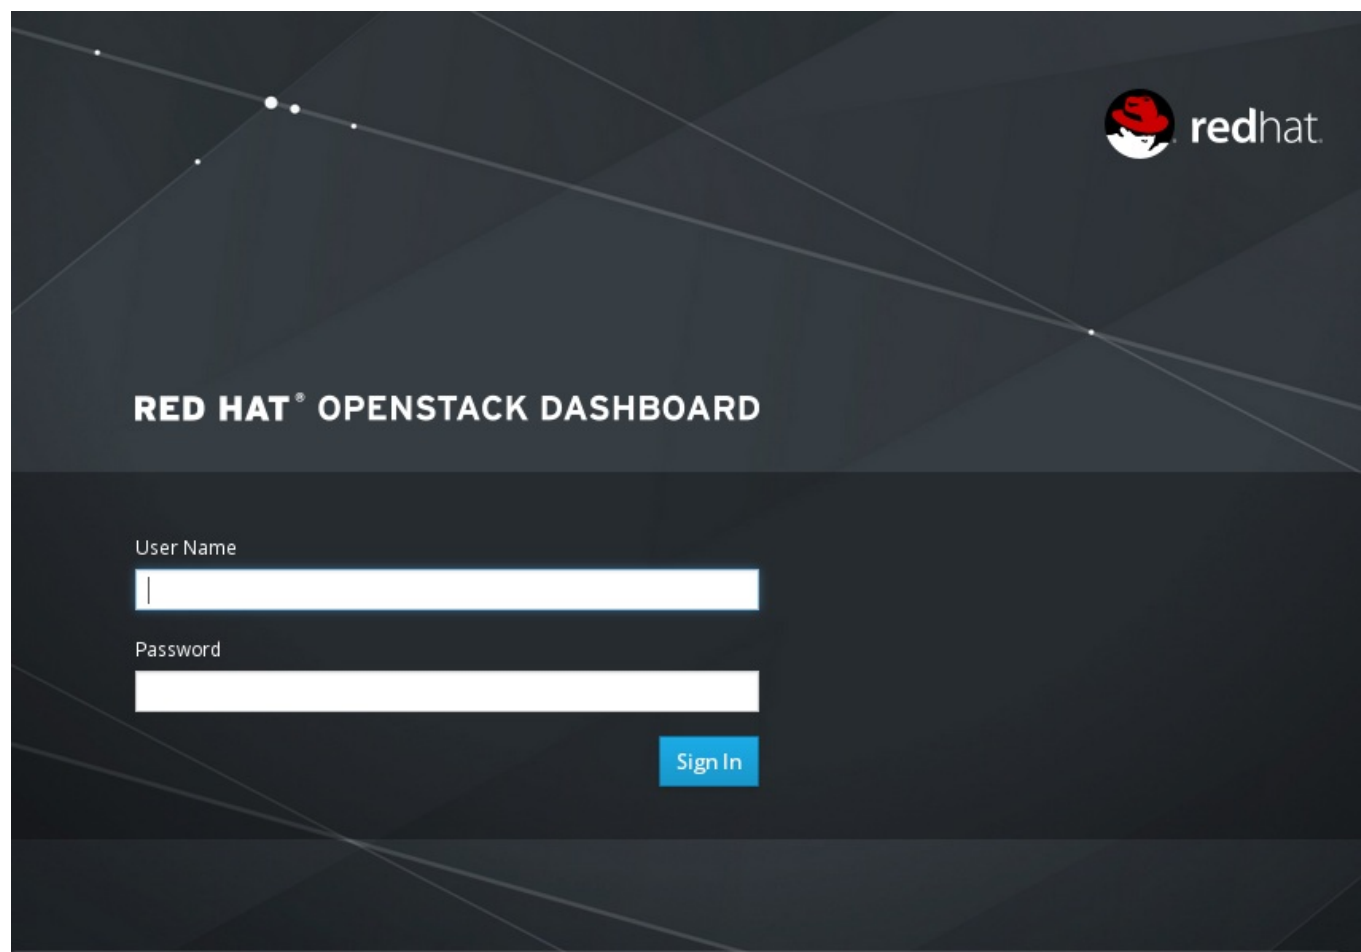 redhat.
RED HAT® OPENSTACK DASHBOARD
User Name
Password
Sign In